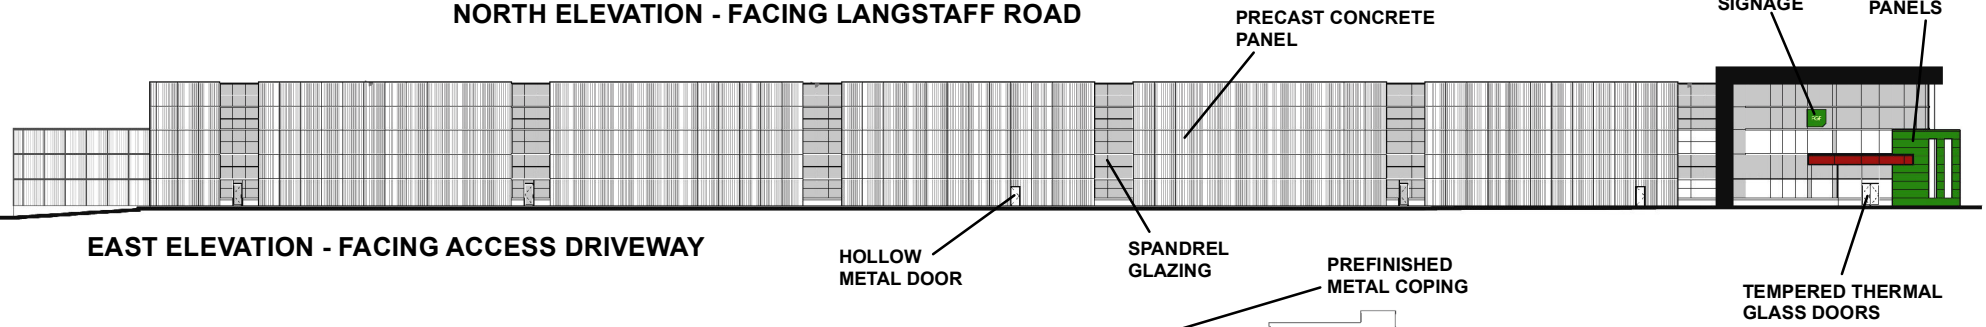 NORTH ELEVATION - FACING LANGSTAFF ROAD
SIGNAGE
PANELS
PRECAST CONCRETE
PANEL
FGF
EAST ELEVATION - FACING ACCESS DRIVEWAY
HOLLOW
METAL DOOR
SPANDREL
GLAZING
PREFINISHED
METAL COPING
TEMPERED THERMAL
GLASS DOORS